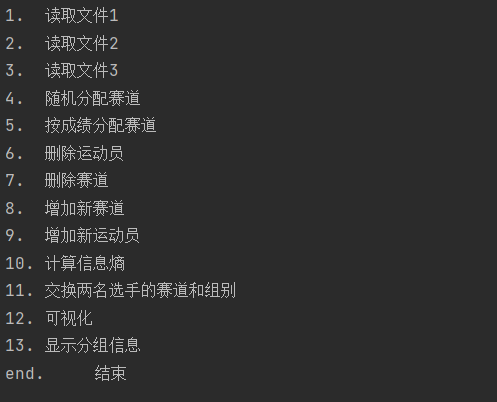 1. 读取文件1
2. 读取文件2
3. 读取文件3
4. 随机分配赛道
5. 按成绩分配赛道
6. 删除运动员
7. 删除赛道
8. 增加新赛道
9. 增加新运动员
10. 计算信息熵
11. 交换两名选手的赛道和组别
12. 可视化
13. 显示分组信息
end. 结束